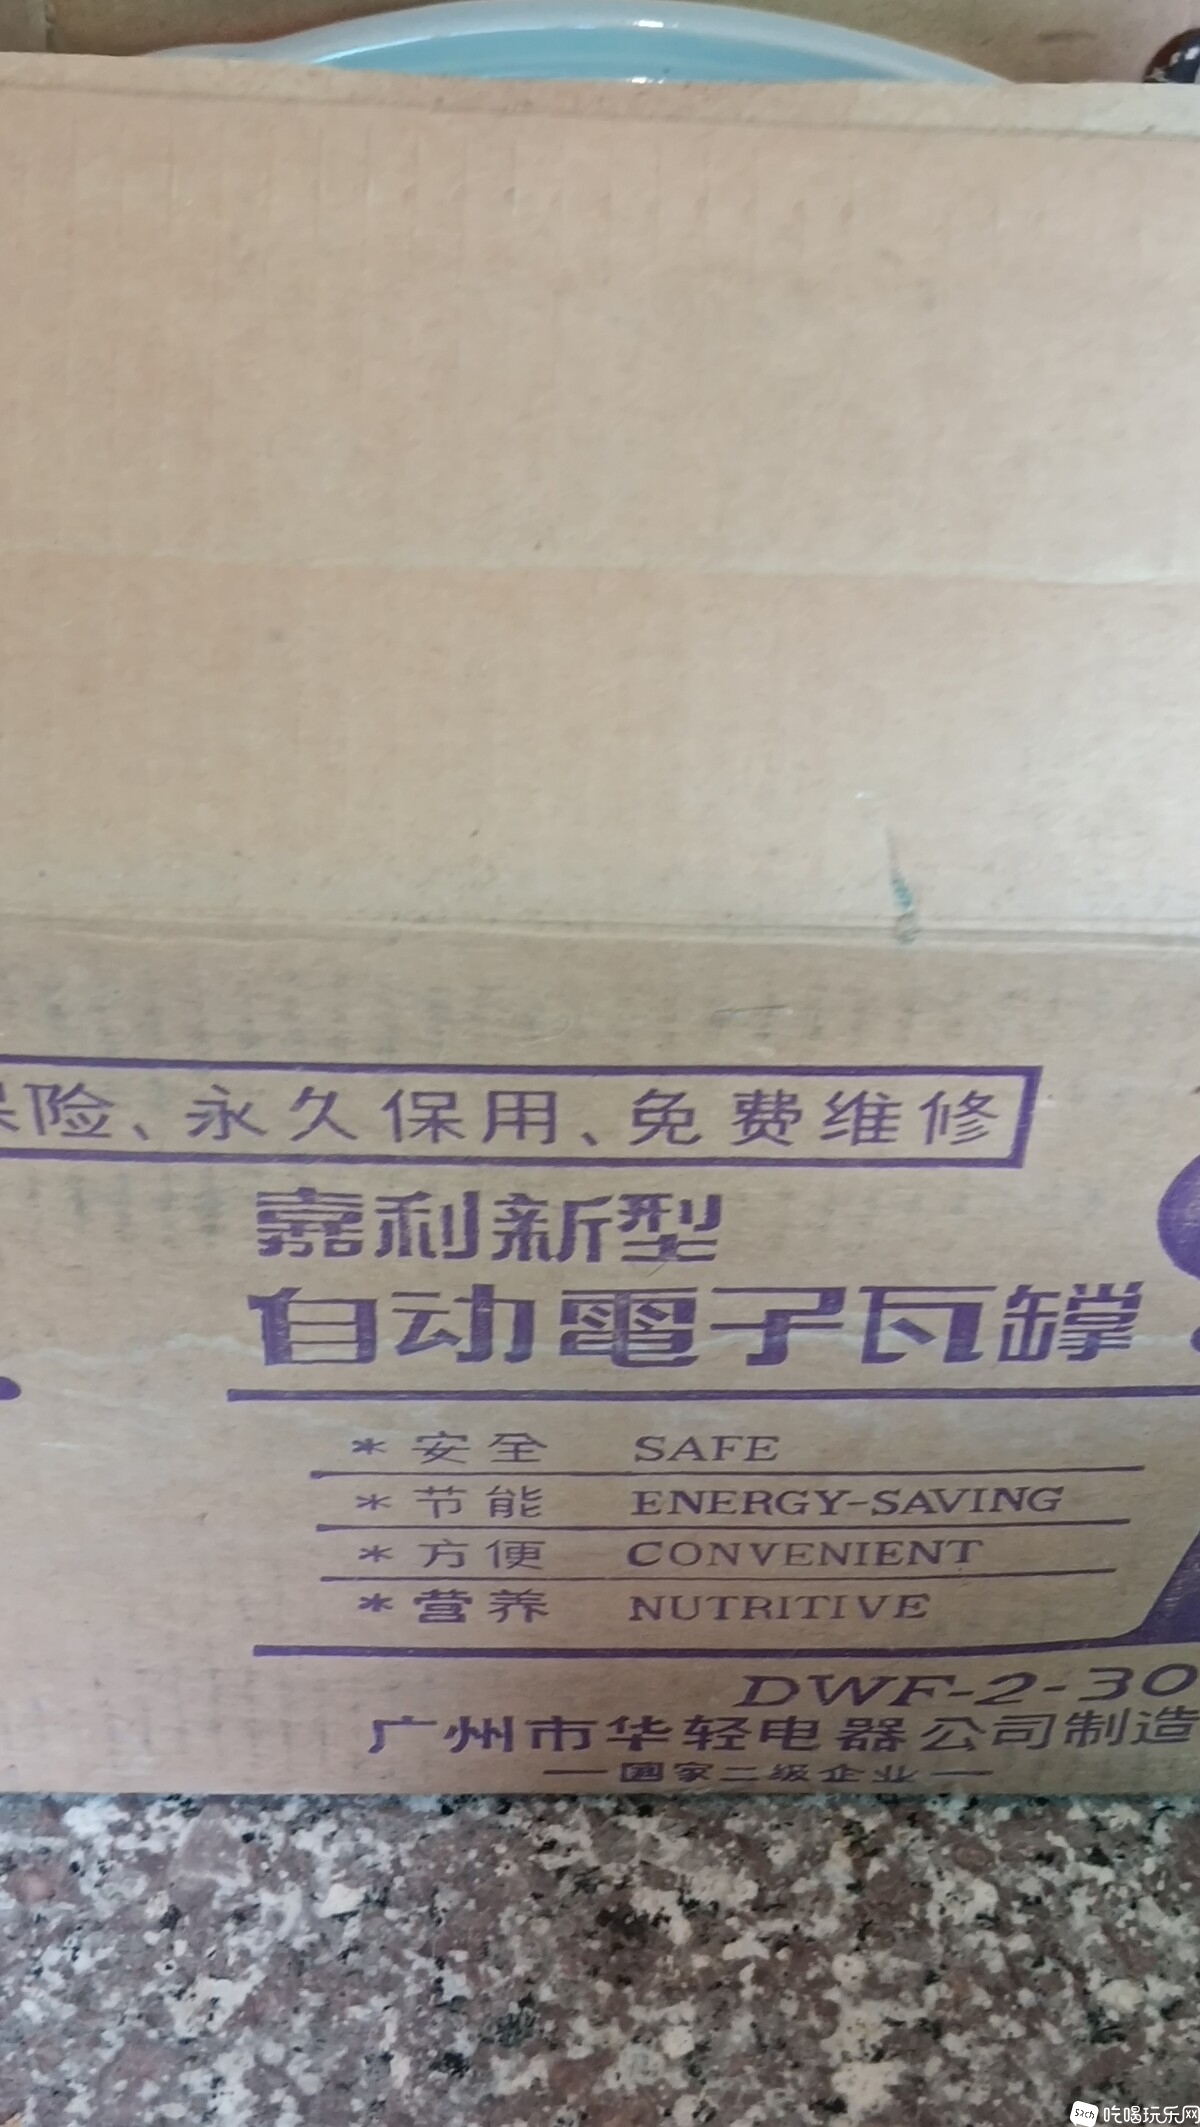 险、永久保用、免费维修
嘉利新型
自动電子瓦罉
* 安全 SAFE
* 节能 ENERGY-SAVING
* 方便 CONVENIENT
* 营养 NUTRITIVE
DWF-2-30
广州市华轻电器公司制造
—国家二级企业—
52ch 吃喝玩乐网